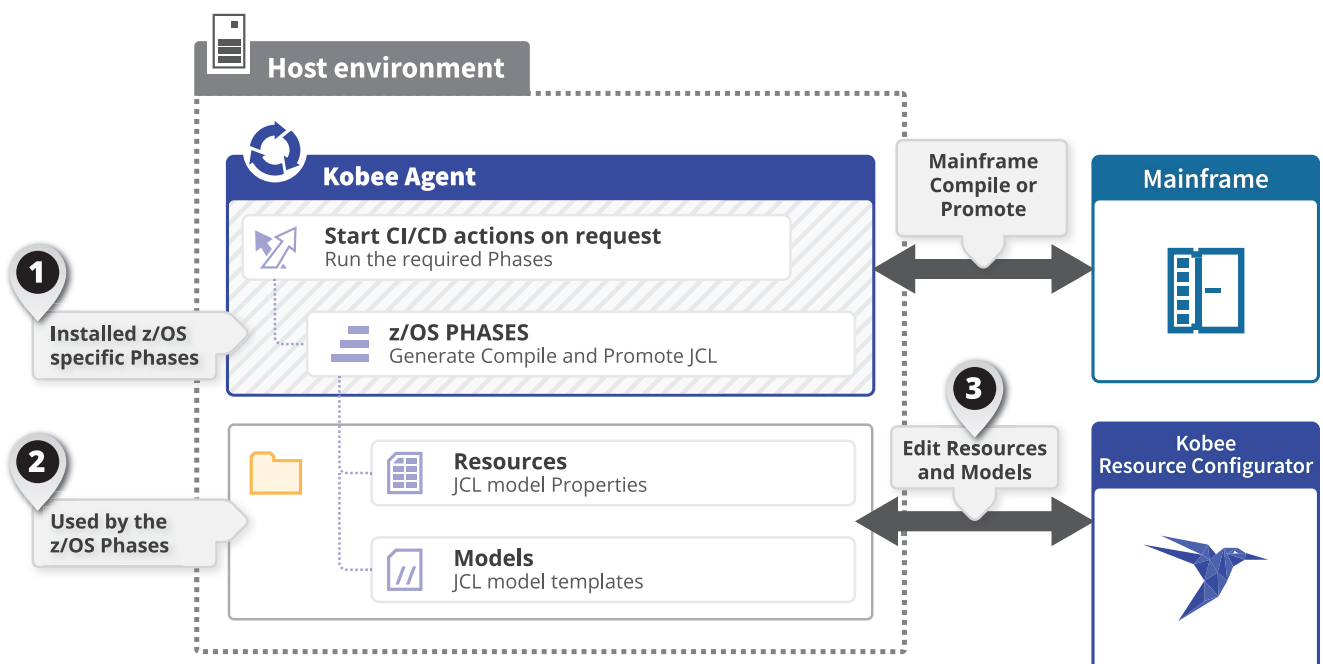 Host environment
Kobee Agent
Start CI/CD actions on request
Run the required Phases
1
Installed z/OS
specific Phases
z/OS PHASES
Generate Compile and Promote JCL
Mainframe
Compile or
Promote
Mainframe
2
Used by the
z/OS Phases
Resources
JCL model Properties
//
Models
JCL model templates
3
Edit Resources
and Models
Kobee
Resource Configurator